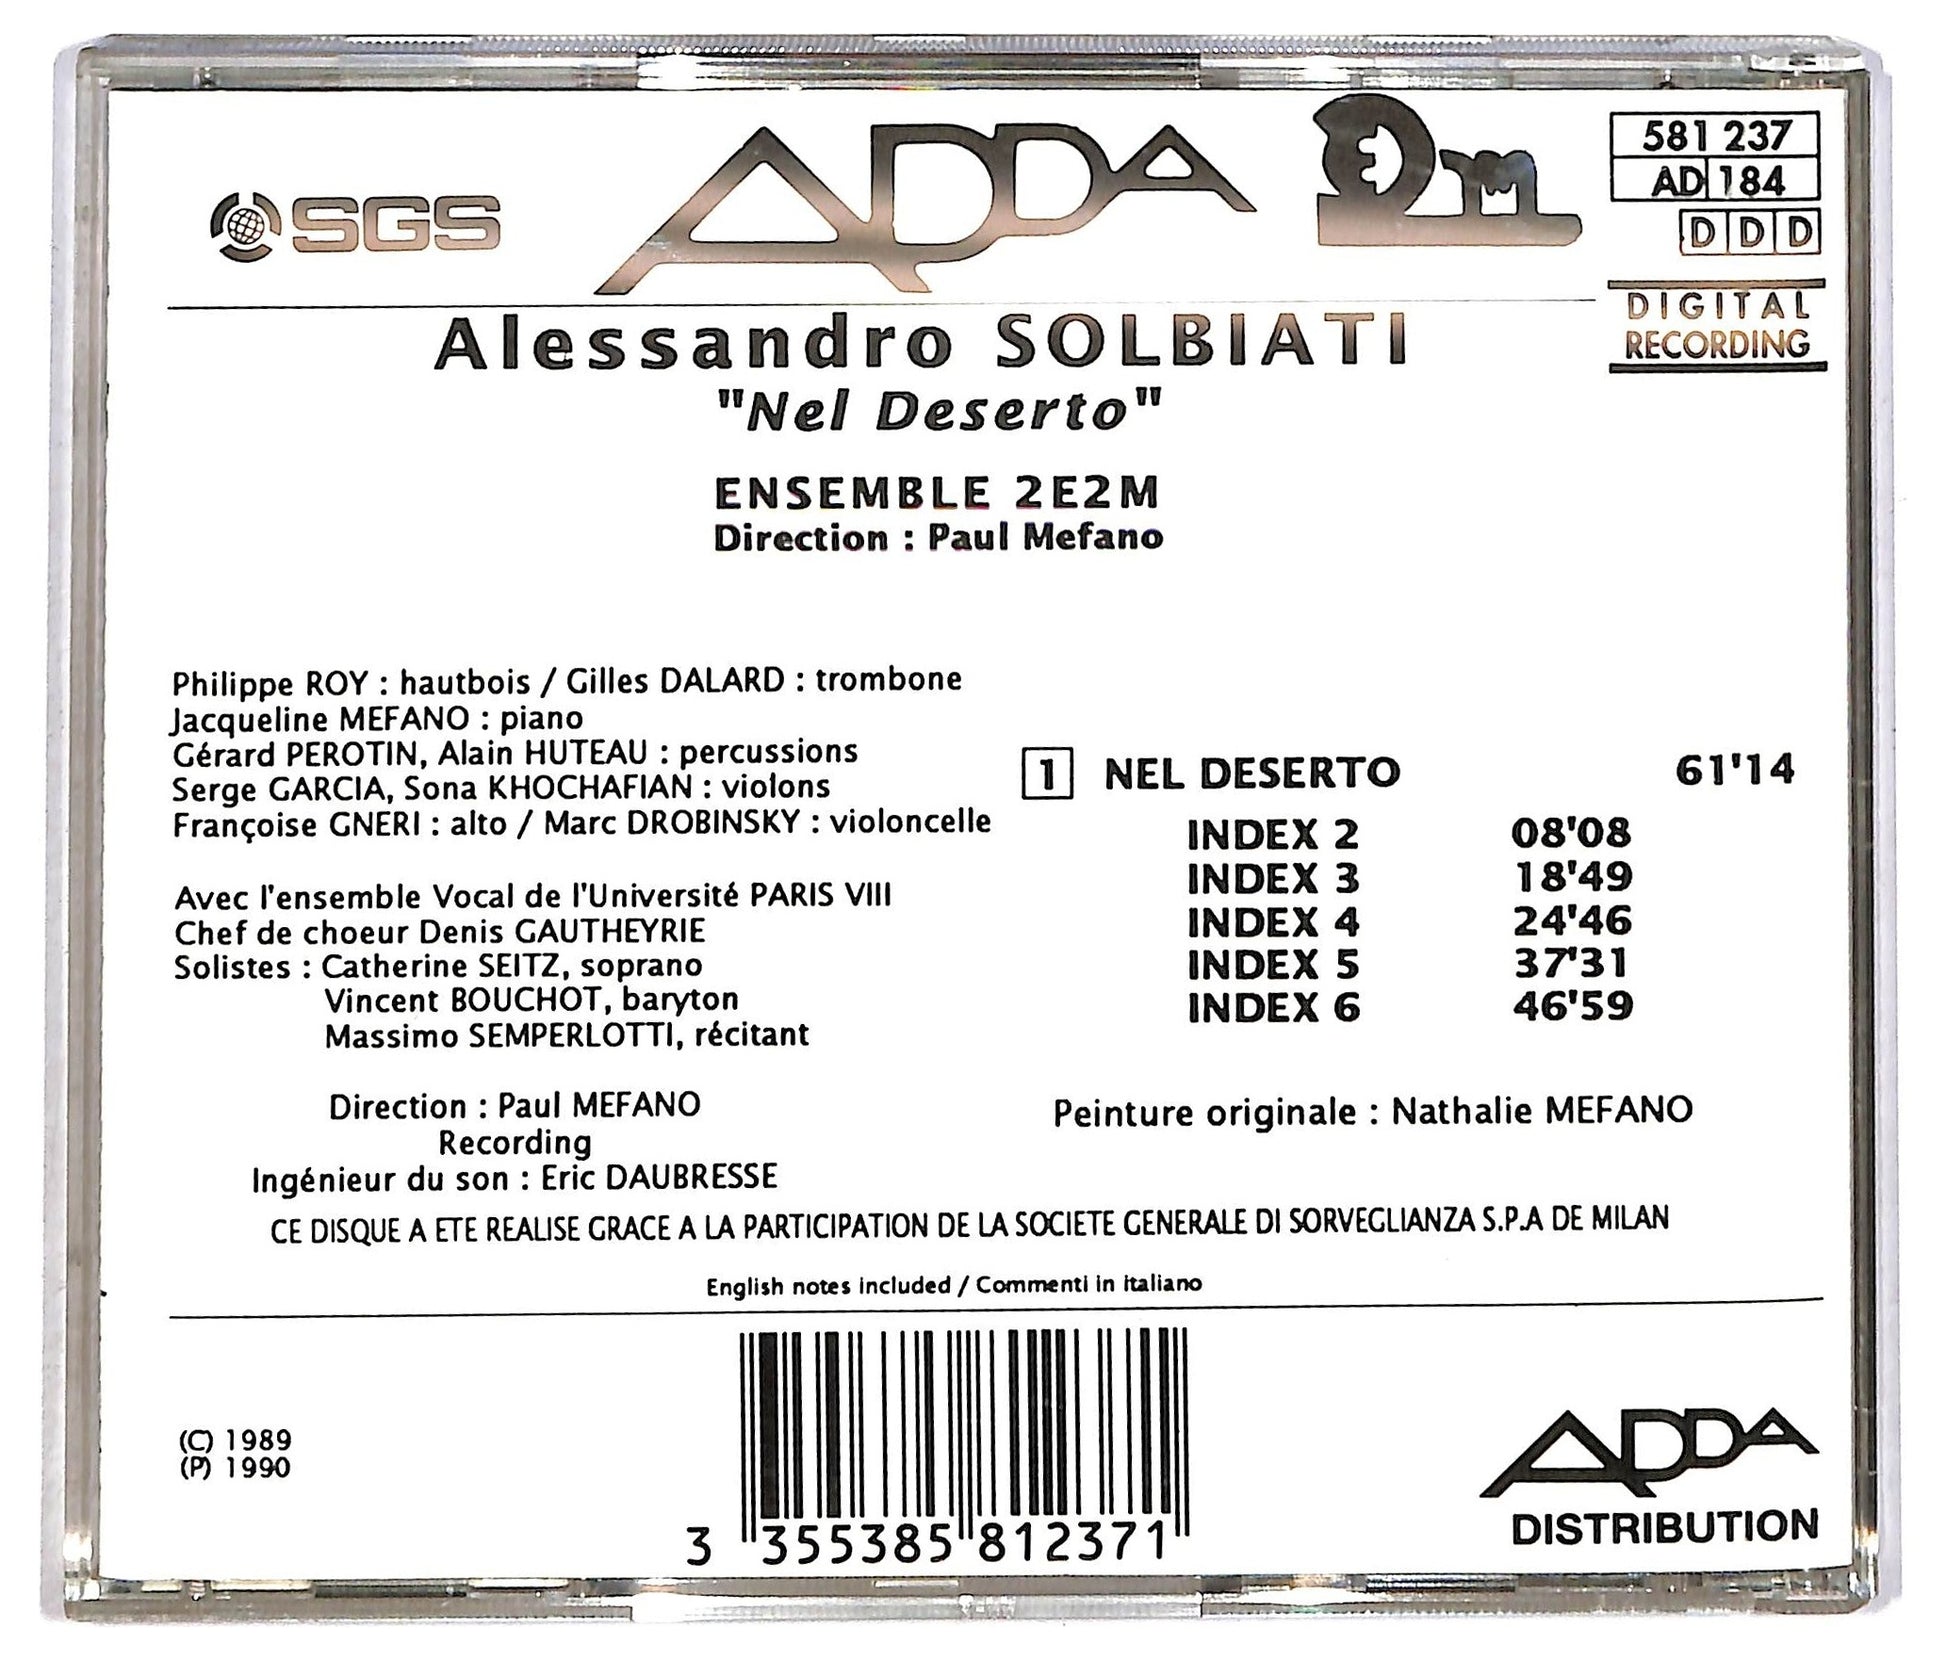 SGS
ADDA
2E2M
581 237
AD 184
DDD
DIGITAL
RECORDING
Alessandro SOLBIATI
"Nel Deserto"
ENSEMBLE 2E2M
Direction : Paul Mefano
Philippe ROY : hautbois / Gilles DALARD : trombone
Jacqueline MEFANO : piano
Gérard PEROTIN, Alain HUTEAU : percussions
Serge GARCIA, Sona KHOCHAFIAN : violons
Françoise GNERI : alto / Marc DROBINSKY : violoncelle
Avec l'ensemble Vocal de l'Université PARIS VIII
Chef de choeur Denis GAUTHEYRIE
Solistes : Catherine SEITZ, soprano
Vincent BOUCHOT, baryton
Massimo SEMPERLOTTI, récitant
Direction : Paul MEFANO
Recording
Ingénieur du son : Eric DAUBRESSE
1 NEL DESERTO 61'14
INDEX 2 08'08
INDEX 3 18'49
INDEX 4 24'46
INDEX 5 37'31
INDEX 6 46'59
Peinture originale : Nathalie MEFANO
CE DISQUE A ETE REALISE GRACE A LA PARTICIPATION DE LA SOCIETE GENERALE DI SORVEGLIANZA S.P.A DE MILAN
English notes included / Commenti in italiano
(C) 1989
(P) 1990
3 355385 812371
ADDA
DISTRIBUTION